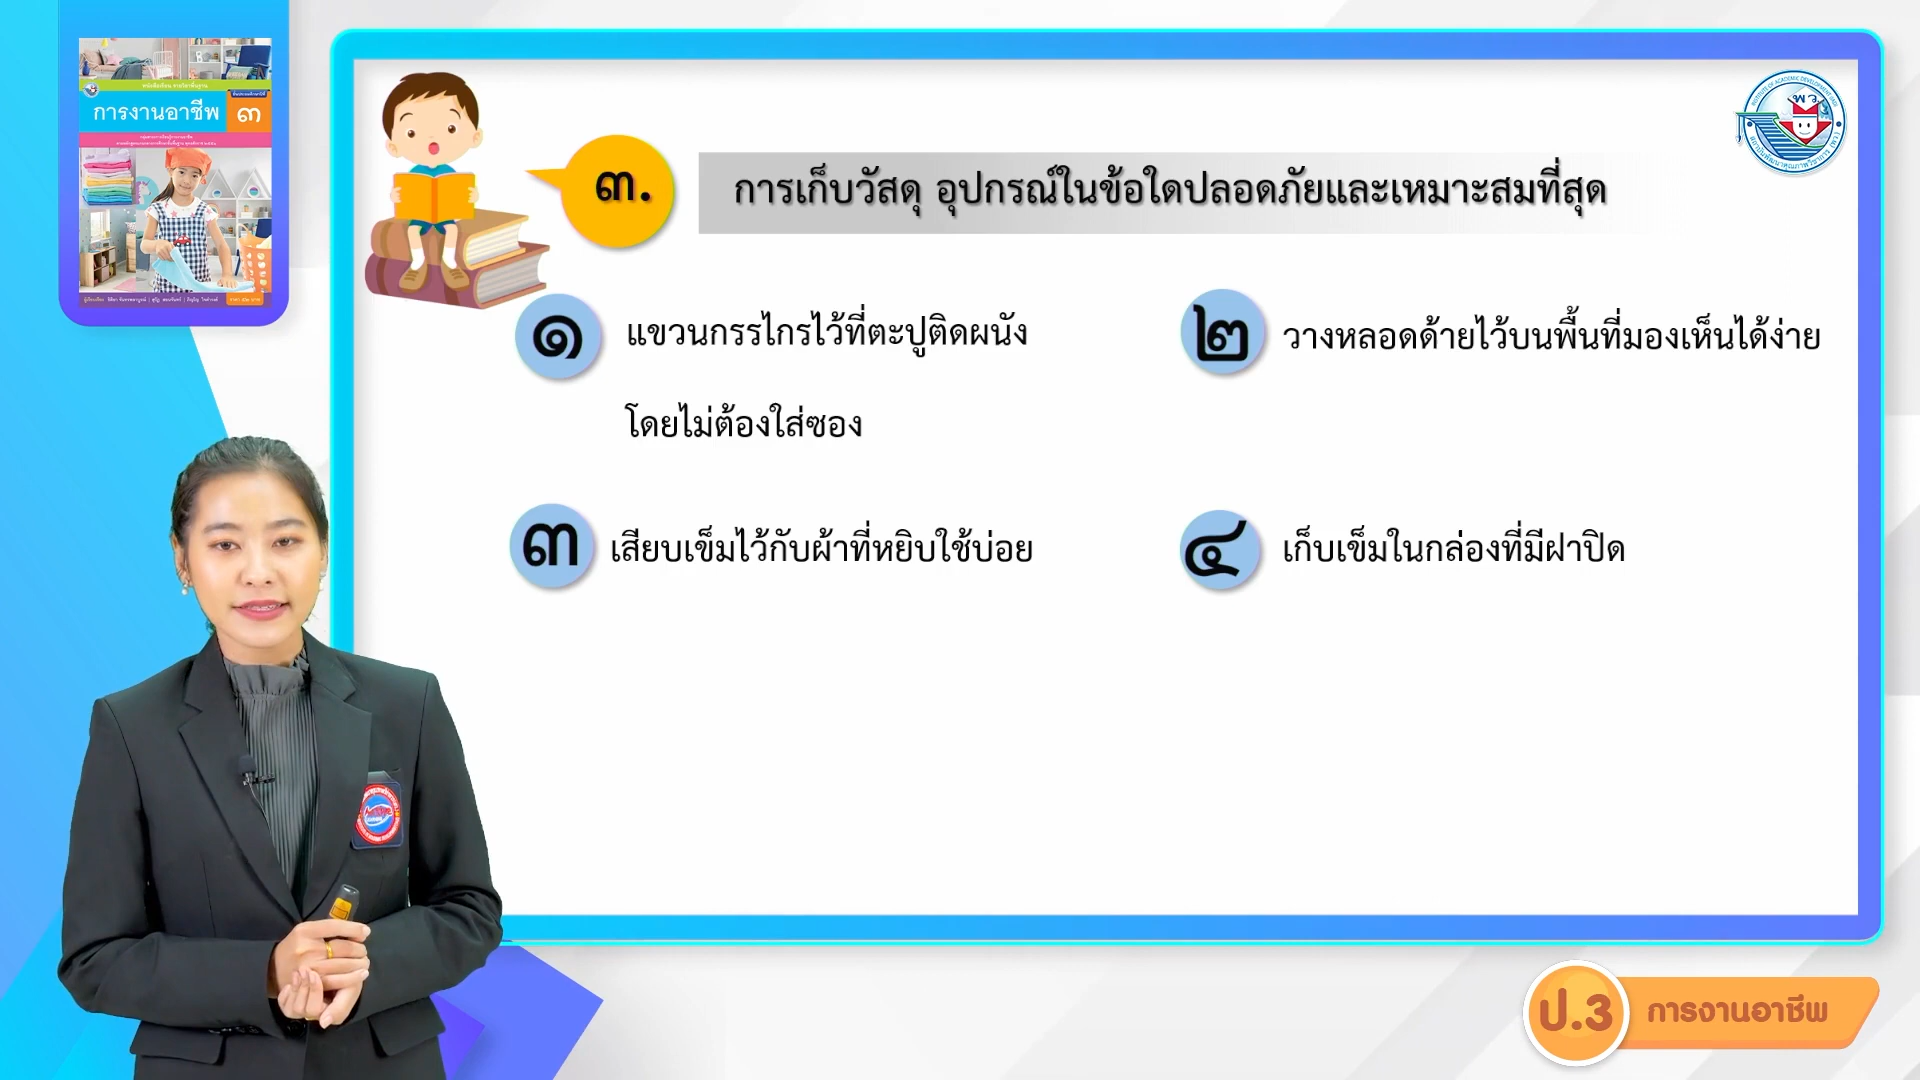 การงานอาชีพ ๓
๓. การเก็บวัสดุ อุปกรณ์ในข้อใดปลอดภัยและเหมาะสมที่สุด
๑ แขวนกรรไกรไว้ที่ตะปูติดผนัง
โดยไม่ต้องใส่ซอง
๒ วางหลอดด้ายไว้บนพื้นที่มองเห็นได้ง่าย
๓ เสียบเข็มไว้กับผ้าที่หยิบใช้บ่อย
๔ เก็บเข็มในกล่องที่มีฝาปิด
พว.
ป.3 การงานอาชีพ